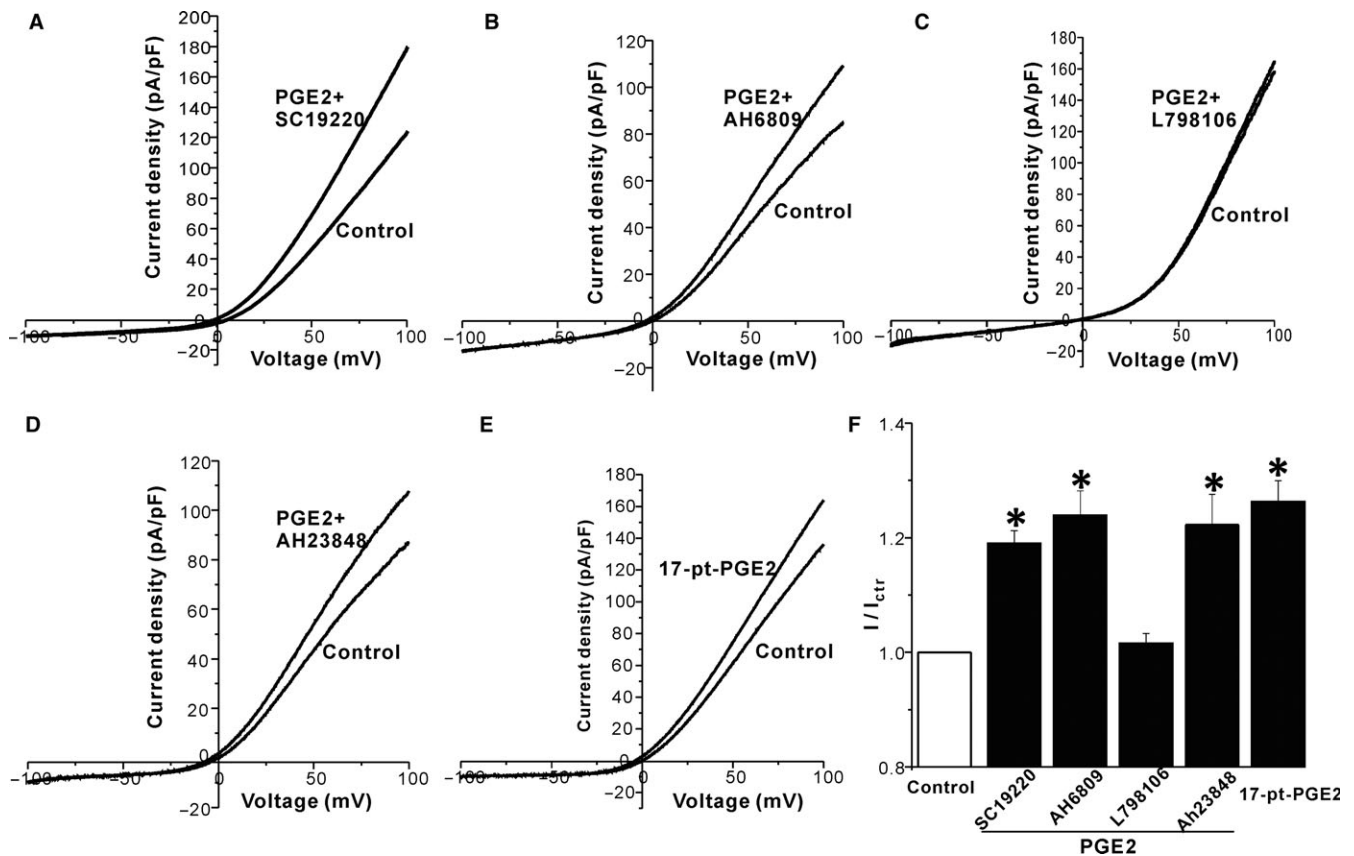 A
Current density (pA/pF)
200
180
160
140
120
100
80
60
40
20
0
−20
−100
−50
0
50
100
Voltage (mV)
PGE2+
SC19220
Control
B
Current density (pA/pF)
120
100
80
60
40
20
0
−20
−100
−50
0
50
100
Voltage (mV)
PGE2+
AH6809
Control
C
Current density (pA/pF)
180
160
140
120
100
80
60
40
20
0
−20
−100
−50
0
50
100
Voltage (mV)
PGE2+
L798106
Control
D
Current density (pA/pF)
120
100
80
60
40
20
0
−20
−100
−50
0
50
100
Voltage (mV)
PGE2+
AH23848
Control
E
Current density (pA/pF)
180
160
140
120
100
80
60
40
20
0
−20
−100
−50
0
50
100
Voltage (mV)
17-pt-PGE2
Control
F
I / Ictr
1.4
1.2
1.0
0.8
* * * *
Control
SC19220
AH6809
L798106
Ah23848
17-pt-PGE2
PGE2